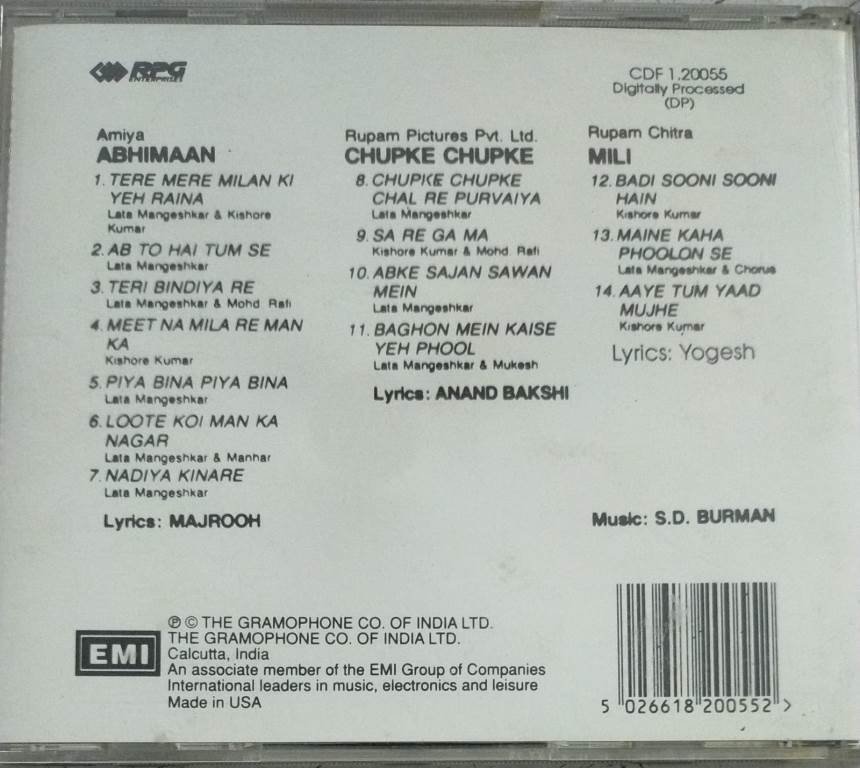 RPG
ENTERPRISES
CDF 1.20055
Digitally Processed
(DP)
Amiya
ABHIMAAN
1. TERE MERE MILAN KI
YEH RAINA
Lata Mangeshkar & Kishore
Kumar
2. AB TO HAI TUM SE
Lata Mangeshkar
3. TERI BINDIYA RE
Lata Mangeshkar & Mohd. Rafi
4. MEET NA MILA RE MAN
KA
Kishore Kumar
5. PIYA BINA PIYA BINA
Lata Mangeshkar
6. LOOTE KOI MAN KA
NAGAR
Lata Mangeshkar & Manhar
7. NADIYA KINARE
Lata Mangeshkar
Lyrics: MAJROOH
Rupam Pictures Pvt. Ltd.
CHUPKE CHUPKE
8. CHUPKE CHUPKE
CHAL RE PURVAIYA
Lata Mangeshkar
9. SA RE GA MA
Kishore Kumar & Mohd. Rafi
10. ABKE SAJAN SAWAN
MEIN
Lata Mangeshkar
11. BAGHON MEIN KAISE
YEH PHOOL
Lata Mangeshkar & Mukesh
Lyrics: ANAND BAKSHI
Rupam Chitra
MILI
12. BADI SOONI SOONI
HAIN
Kishore Kumar
13. MAINE KAHA
PHOOLON SE
Lata Mangeshkar & Chorus
14. AAYE TUM YAAD
MUJHE
Kishore Kumar
Lyrics: Yogesh
Music: S.D. BURMAN
EMI
℗ © THE GRAMOPHONE CO. OF INDIA LTD.
THE GRAMOPHONE CO. OF INDIA LTD.
Calcutta, India
An associate member of the EMI Group of Companies
International leaders in music, electronics and leisure
Made in USA
5 026618 200552 >